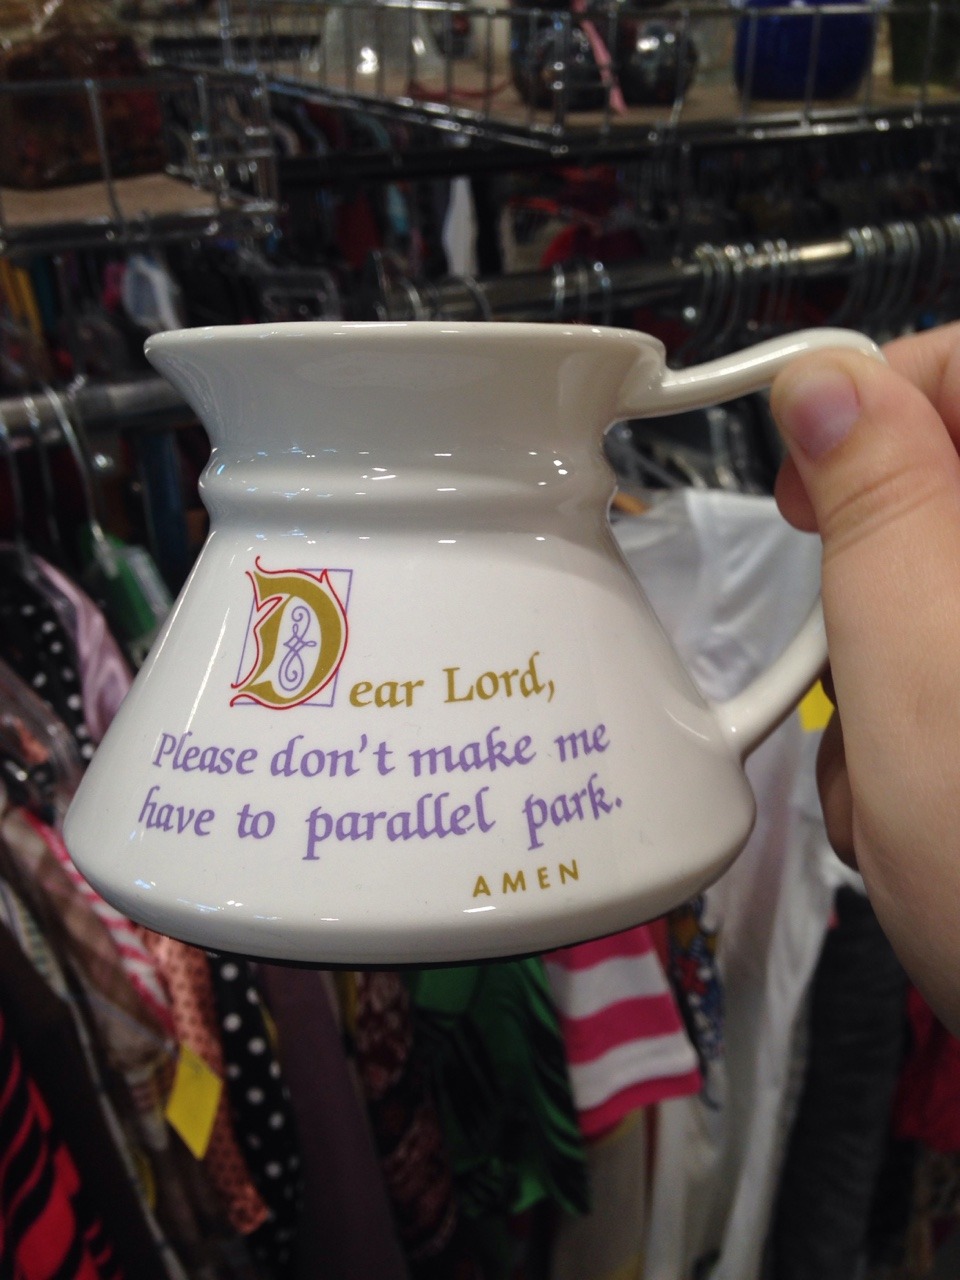 Dear Lord,
Please don't make me
have to parallel park.
AMEN